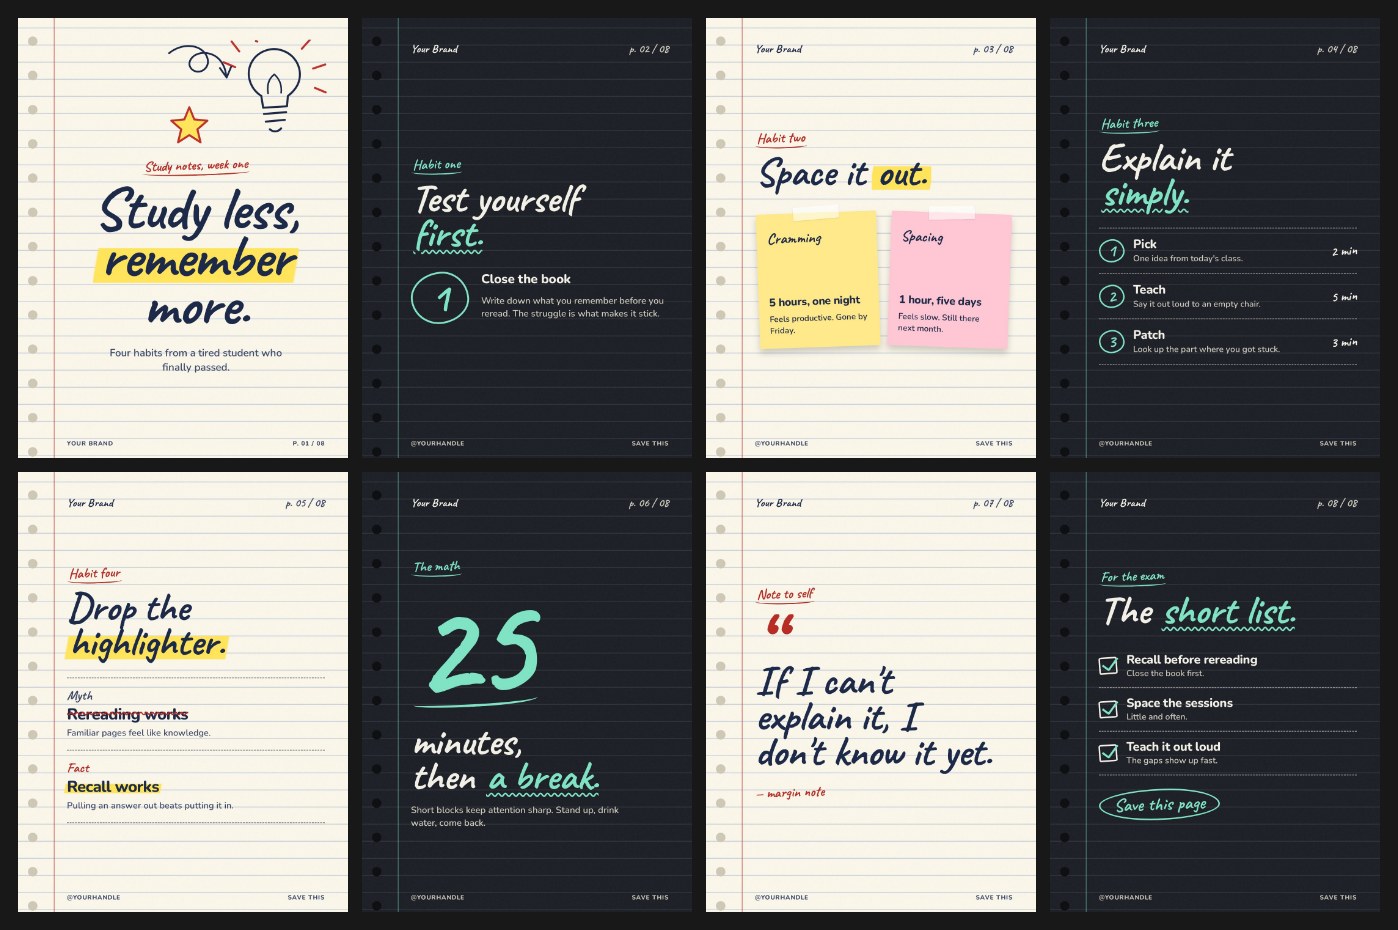 Study notes, week one
Study less,
remember
more.
Four habits from a tired student who
finally passed.
YOUR BRAND
P. 01 / 08
Your Brand
p. 02 / 08
Habit one
Test yourself
first.
1
Close the book
Write down what you remember before you
reread. The struggle is what makes it stick.
@YOURHANDLE
SAVE THIS
Your Brand
p. 03 / 08
Habit two
Space it out.
Cramming
5 hours, one night
Feels productive. Gone by
Friday.
Spacing
1 hour, five days
Feels slow. Still there
next month.
@YOURHANDLE
SAVE THIS
Your Brand
p. 04 / 08
Habit three
Explain it
simply.
1
Pick
One idea from today's class.
2 min
2
Teach
Say it out loud to an empty chair.
5 min
3
Patch
Look up the part where you got stuck.
3 min
@YOURHANDLE
SAVE THIS
Your Brand
p. 05 / 08
Habit four
Drop the
highlighter.
Myth
Rereading works
Familiar pages feel like knowledge.
Fact
Recall works
Pulling an answer out beats putting it in.
@YOURHANDLE
SAVE THIS
Your Brand
p. 06 / 08
The math
25
minutes,
then a break.
Short blocks keep attention sharp. Stand up, drink
water, come back.
@YOURHANDLE
SAVE THIS
Your Brand
p. 07 / 08
Note to self
“
If I can't
explain it, I
don't know it yet.
– margin note
@YOURHANDLE
SAVE THIS
Your Brand
p. 08 / 08
For the exam
The short list.
Recall before rereading
Close the book first.
Space the sessions
Little and often.
Teach it out loud
The gaps show up fast.
Save this page
@YOURHANDLE
SAVE THIS